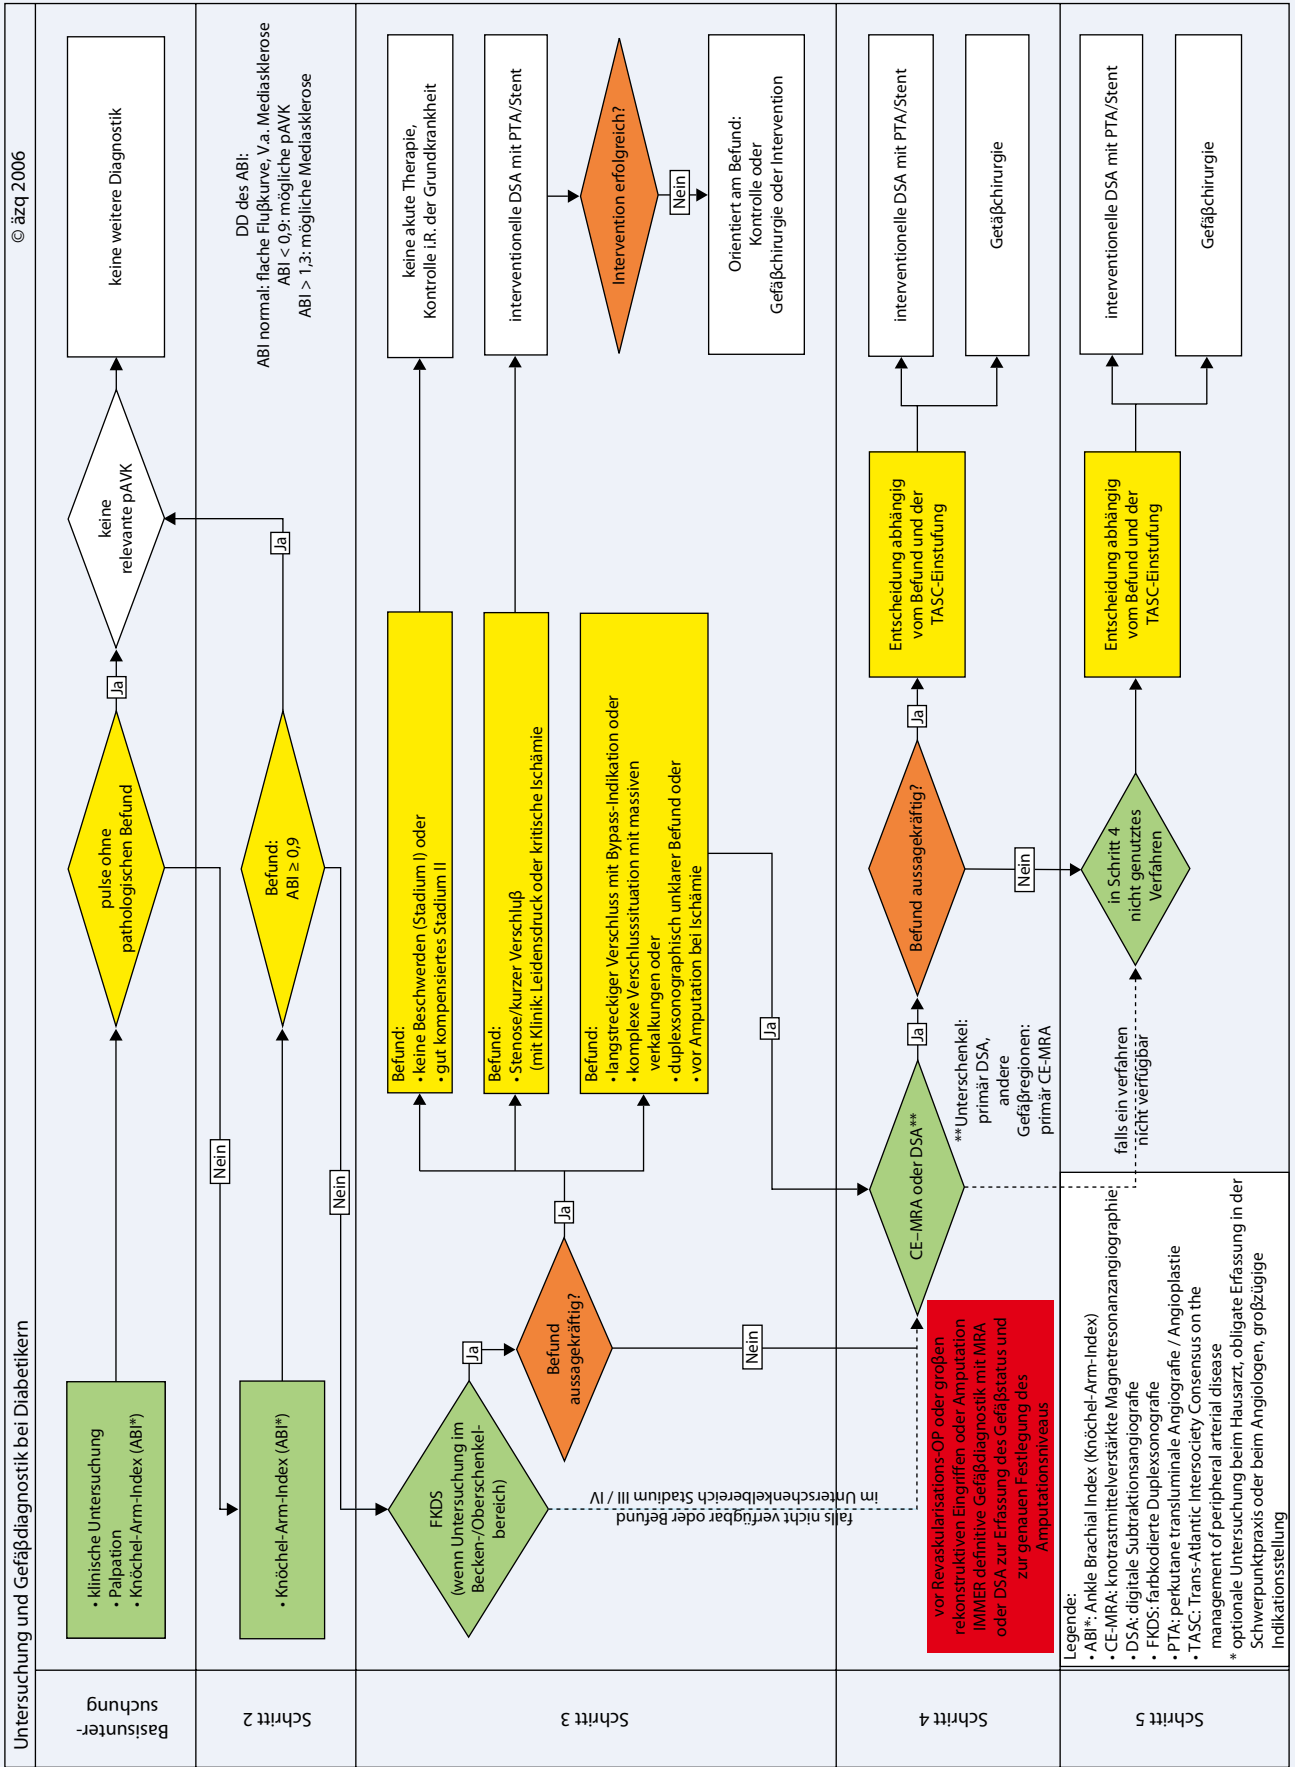 Untersuchung und Gefäßdiagnostik bei Diabetikern
© äzq 2006
Basisunter-
suchung
• klinische Untersuchung
• Palpation
• Knöchel-Arm-Index (ABI*)
pulse ohne
pathologischen Befund
Ja
keine
relevante pAVK
keine weitere Diagnostik
Nein
Schritt 2
• Knöchel-Arm-Index (ABI*)
Befund:
ABI ≥ 0,9
Ja
DD des ABI:
ABI normal: flache Flußkurve, V.a. Mediasklerose
ABI < 0,9: mögliche pAVK
ABI > 1,3: mögliche Mediasklerose
Nein
Schritt 3
FKDS
(wenn Untersuchung im
Becken-/Oberschenkel-
bereich)
Ja
Befund
aussagekräftig?
Ja
Nein
falls nicht verfügbar oder Befund
im Unterschenkelbereich Stadium III / IV
Befund:
• keine Beschwerden (Stadium I) oder
• gut kompensiertes Stadium II
keine akute Therapie,
Kontrolle i.R. der Grundkrankheit
Befund:
• Stenose/kurzer Verschluß
(mit Klinik: Leidensdruck oder kritische Ischämie
interventionelle DSA mit PTA/Stent
Intervention erfolgreich?
Nein
Orientiert am Befund:
Kontrolle oder
Gefäßchirurgie oder Intervention
Befund:
• langstreckiger Verschluss mit Bypass-Indikation oder
• komplexe Verschlusssituation mit massiven
verkalkungen oder
• duplexsonographisch unklarer Befund oder
• vor Amputation bei Ischämie
Ja
Schritt 4
vor Revaskularisations-OP oder großen
rekonstruktiven Eingriffen oder Amputation
IMMER definitive Gefäßdiagnostik mit MRA
oder DSA zur Erfassung des Gefäßstatus und
zur genauen Festlegung des
Amputationsniveaus
CE–MRA oder DSA**
**Unterschenkel:
primär DSA,
andere
Gefäßregionen:
primär CE-MRA
Ja
Befund aussagekräftig?
Ja
Nein
Entscheidung abhängig
vom Befund und der
TASC-Einstufung
interventionelle DSA mit PTA/Stent
Getäßchirurgie
Schritt 5
falls ein verfahren
nicht verfügbar
in Schritt 4
nicht genutztes
Verfahren
Entscheidung abhängig
vom Befund und der
TASC-Einstufung
interventionelle DSA mit PTA/Stent
Gefäßchirurgie
Legende:
• ABI*: Ankle Brachial Index (Knöchel-Arm-Index)
• CE-MRA: knotrastmittelverstärkte Magnetresonanzangiographie
• DSA: digitale Subtraktionsangiografie
• FKDS: farbkodierte Duplexsonografie
• PTA: perkutane transluminale Angiografie / Angioplastie
• TASC: Trans-Atlantic Intersociety Consensus on the
management of peripheral arterial disease
* optionale Untersuchung beim Hausarzt, obligate Erfassung in der
Schwerpunktpraxis oder beim Angiologen, großzügige
Indikationsstellung